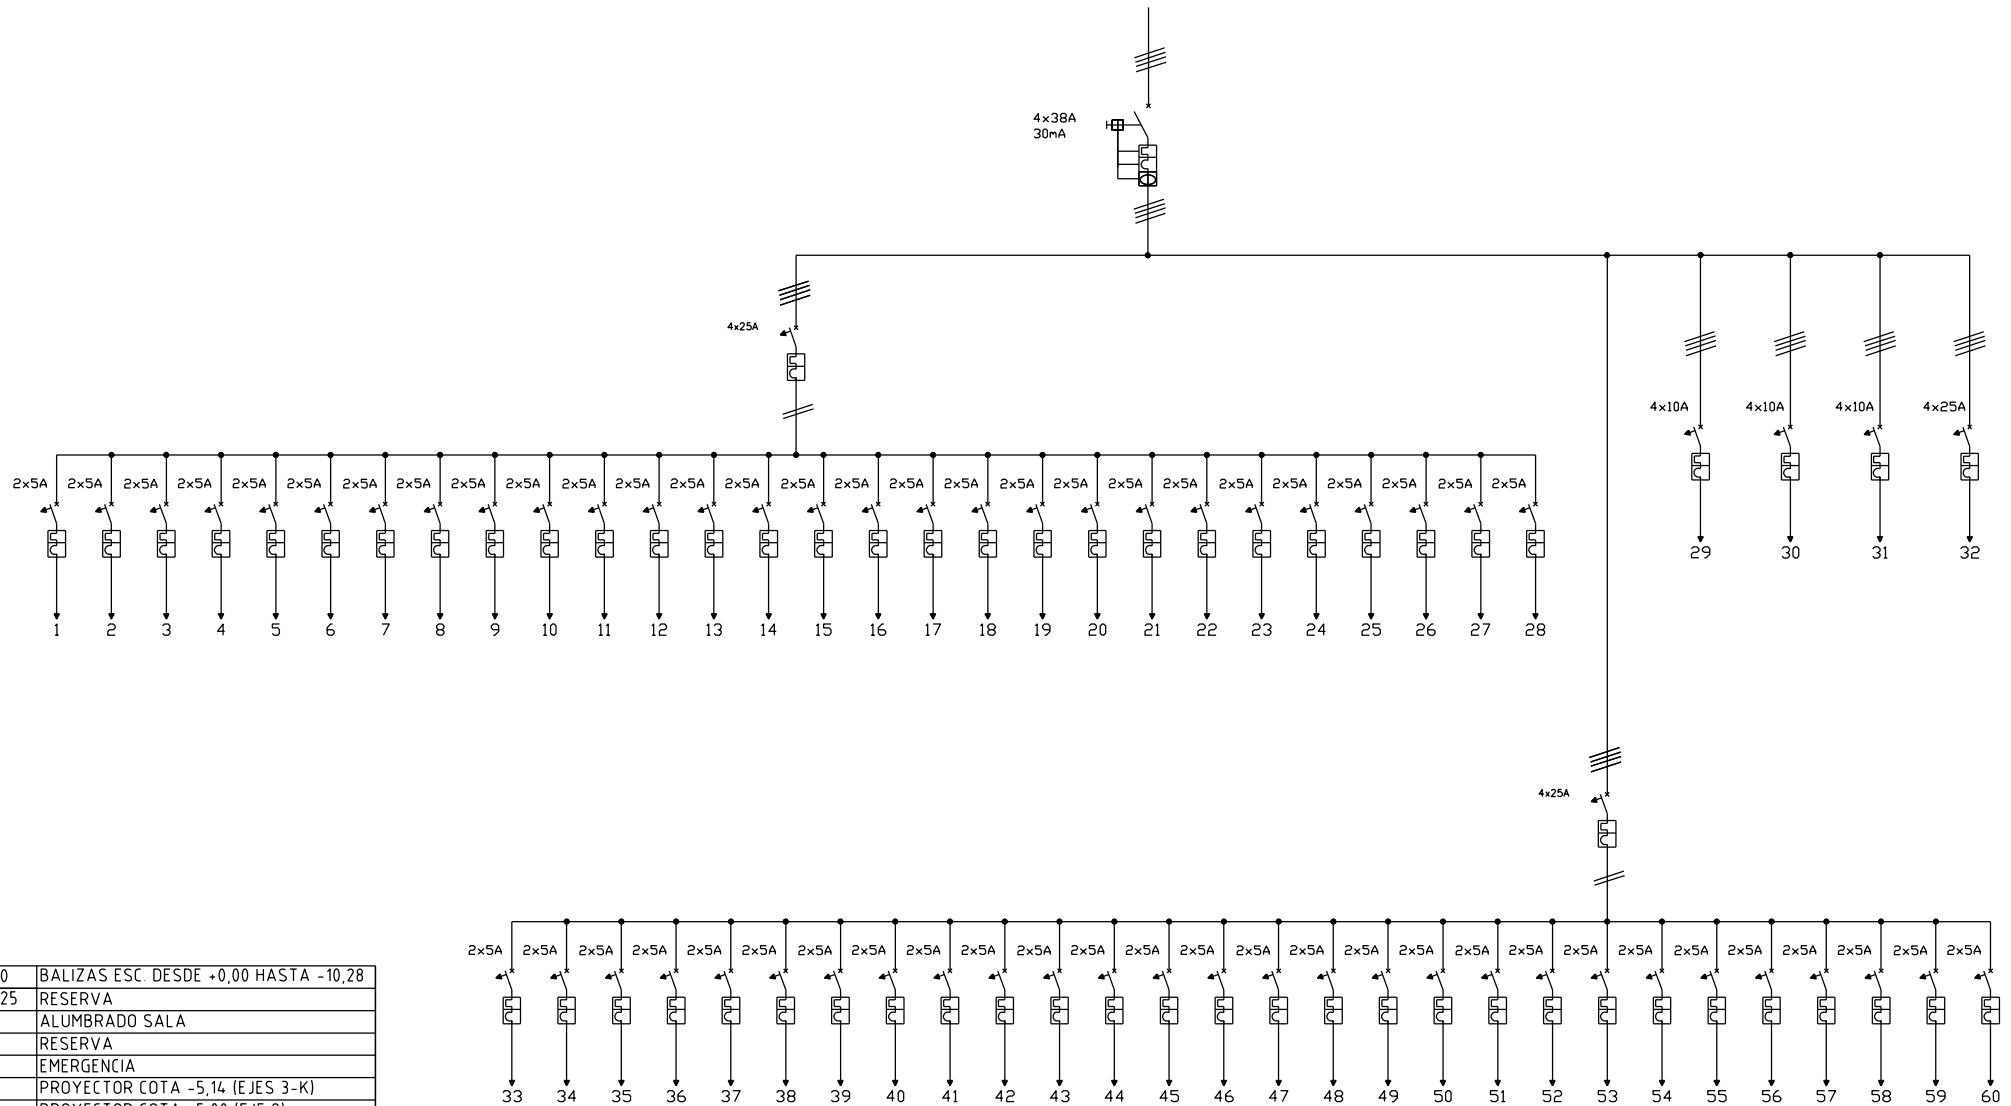 4x38A
30mA
4x25A
4x10A 4x10A 4x10A 4x25A
2x5A 2x5A 2x5A 2x5A 2x5A 2x5A 2x5A 2x5A 2x5A 2x5A 2x5A 2x5A 2x5A 2x5A 2x5A 2x5A 2x5A 2x5A 2x5A 2x5A 2x5A 2x5A 2x5A 2x5A 2x5A 2x5A 2x5A 2x5A
29 30 31 32
1 2 3 4 5 6 7 8 9 10 11 12 13 14 15 16 17 18 19 20 21 22 23 24 25 26 27 28
4x25A
2x5A 2x5A 2x5A 2x5A 2x5A 2x5A 2x5A 2x5A 2x5A 2x5A 2x5A 2x5A 2x5A 2x5A 2x5A 2x5A 2x5A 2x5A 2x5A 2x5A 2x5A 2x5A 2x5A 2x5A 2x5A 2x5A 2x5A 2x5A
33 34 35 36 37 38 39 40 41 42 43 44 45 46 47 48 49 50 51 52 53 54 55 56 57 58 59 60
0 BALIZAS ESC. DESDE +0,00 HASTA -10,28
25 RESERVA
ALUMBRADO SALA
RESERVA
EMERGENCIA
PROYECTOR COTA -5,14 (EJES 3-K)
PROYECTOR COTA